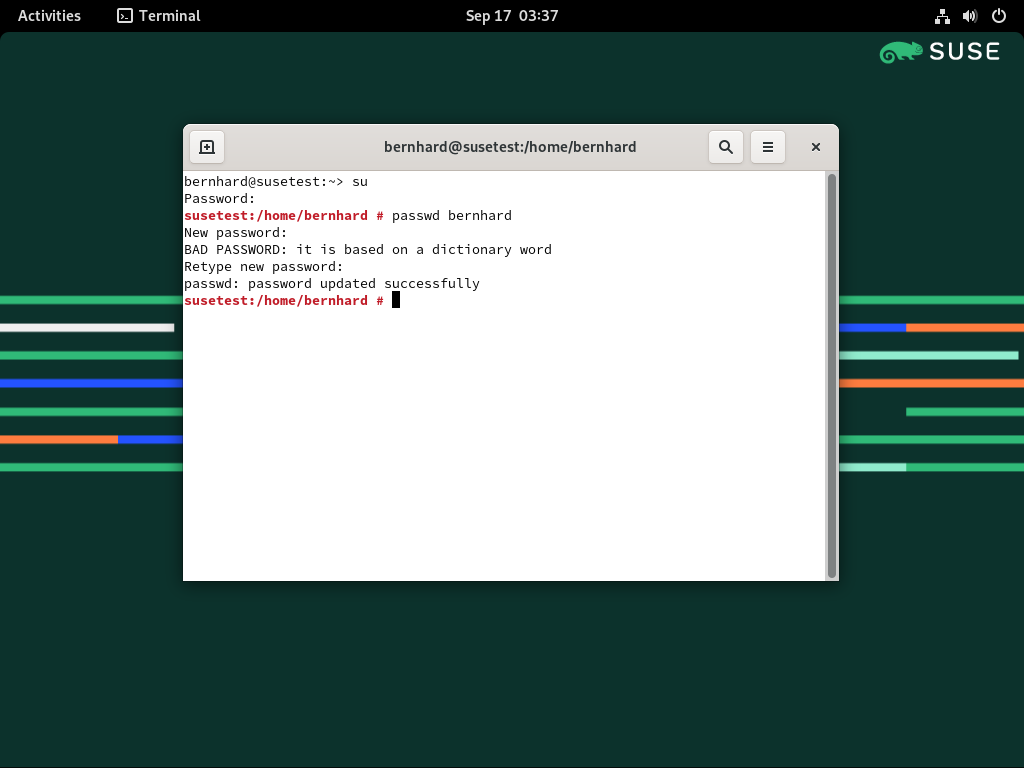 Activities Terminal Sep 17 03:37
SUSE
bernhard@susetest:/home/bernhard
bernhard@susetest:~> su
Password:
susetest:/home/bernhard # passwd bernhard
New password:
BAD PASSWORD: it is based on a dictionary word
Retype new password:
passwd: password updated successfully
susetest:/home/bernhard #